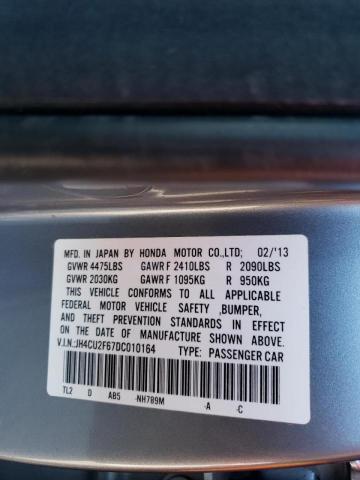 MFD. IN JAPAN BY HONDA MOTOR CO.,LTD; 02/'13
GVWR 4475LBS GAWR F 2410LBS R 2090LBS
GVWR 2030KG GAWR F 1095KG R 950KG
THIS VEHICLE CONFORMS TO ALL APPLICABLE
FEDERAL MOTOR VEHICLE SAFETY ,BUMPER,
AND THEFT PREVENTION STANDARDS IN EFFECT
ON THE DATE OF MANUFACTURE SHOWN ABOVE.
V.I.N.:JH4CU2F67DC010164 TYPE: PASSENGER CAR
TL2 D AB5 -NH789M -A -C